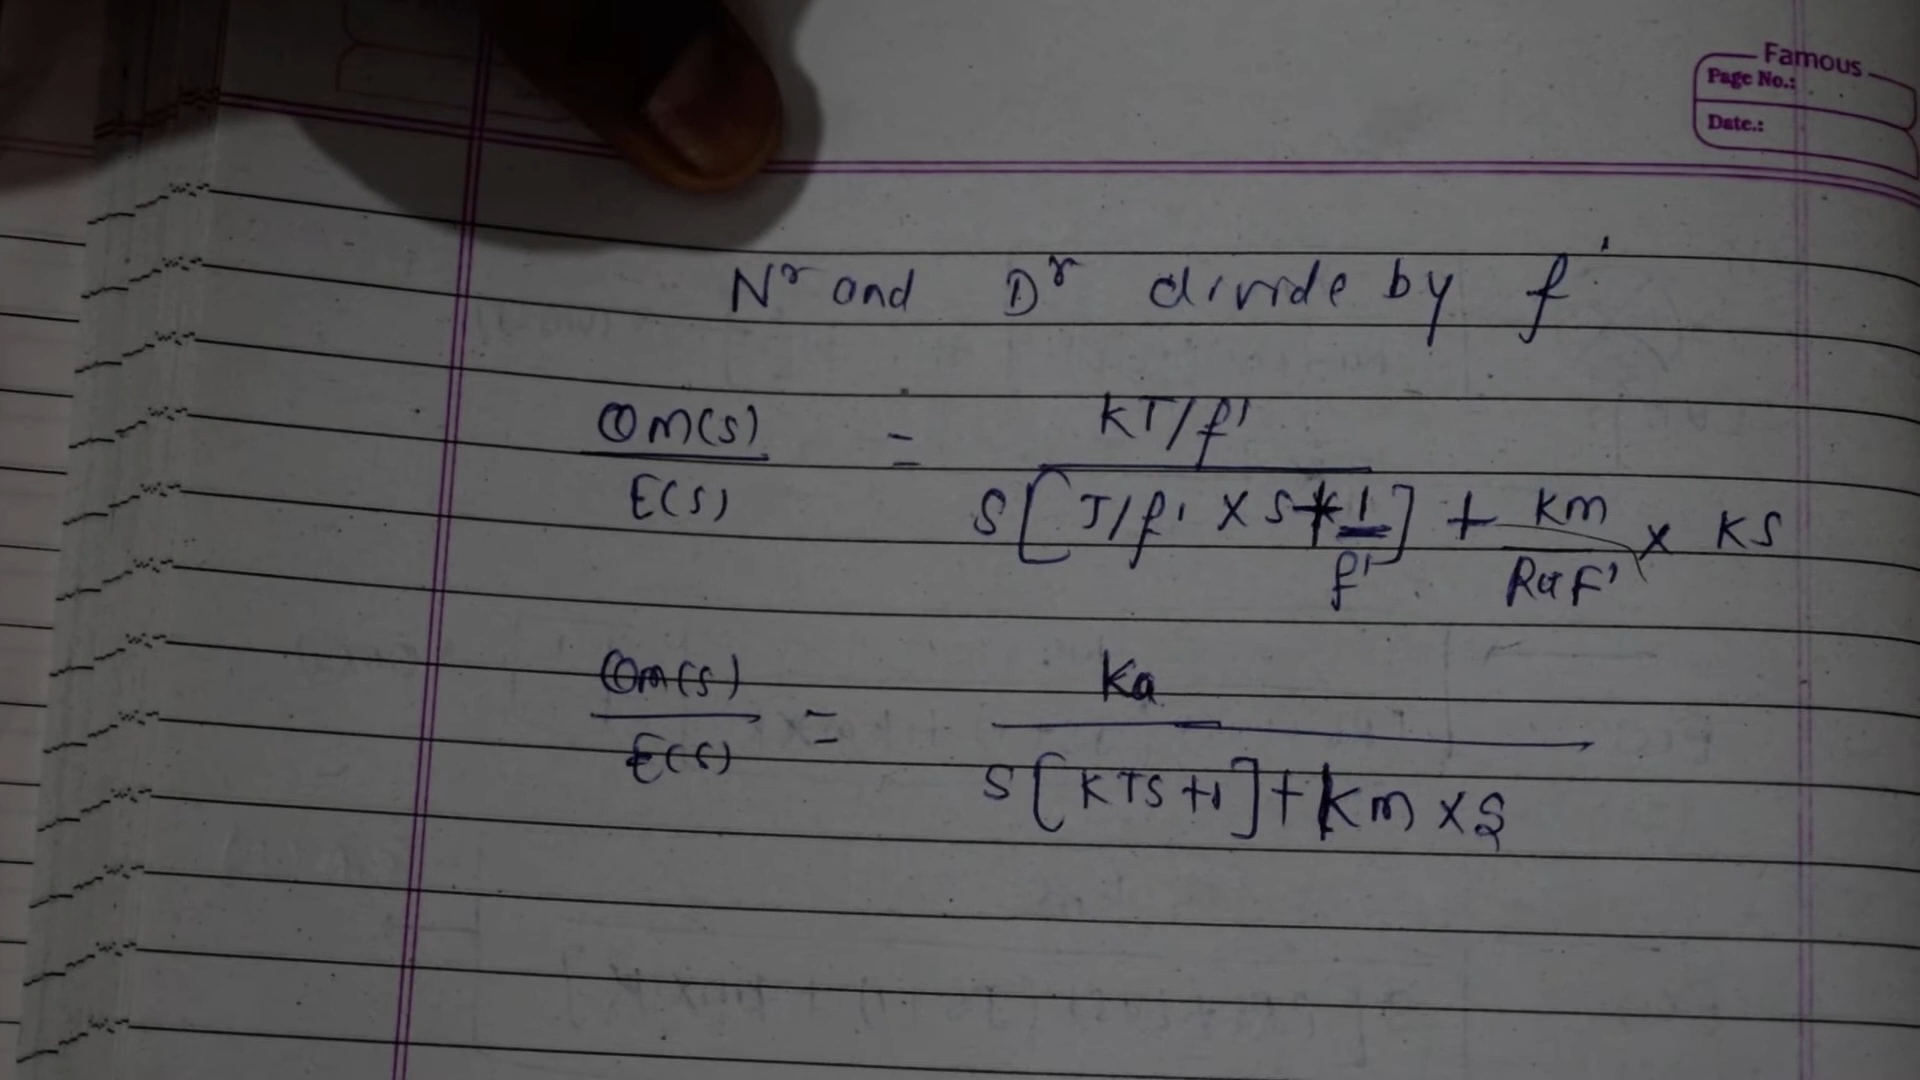 Famous
Page No.:
Date.:
Nr and Dr divide by f'
θm(s) = KT/f'
E(s) S[J/f' × S+1/f'] + Km/Raf' × KS
θm(s) = Ka
E(s) S[KTS+1] + Km × S